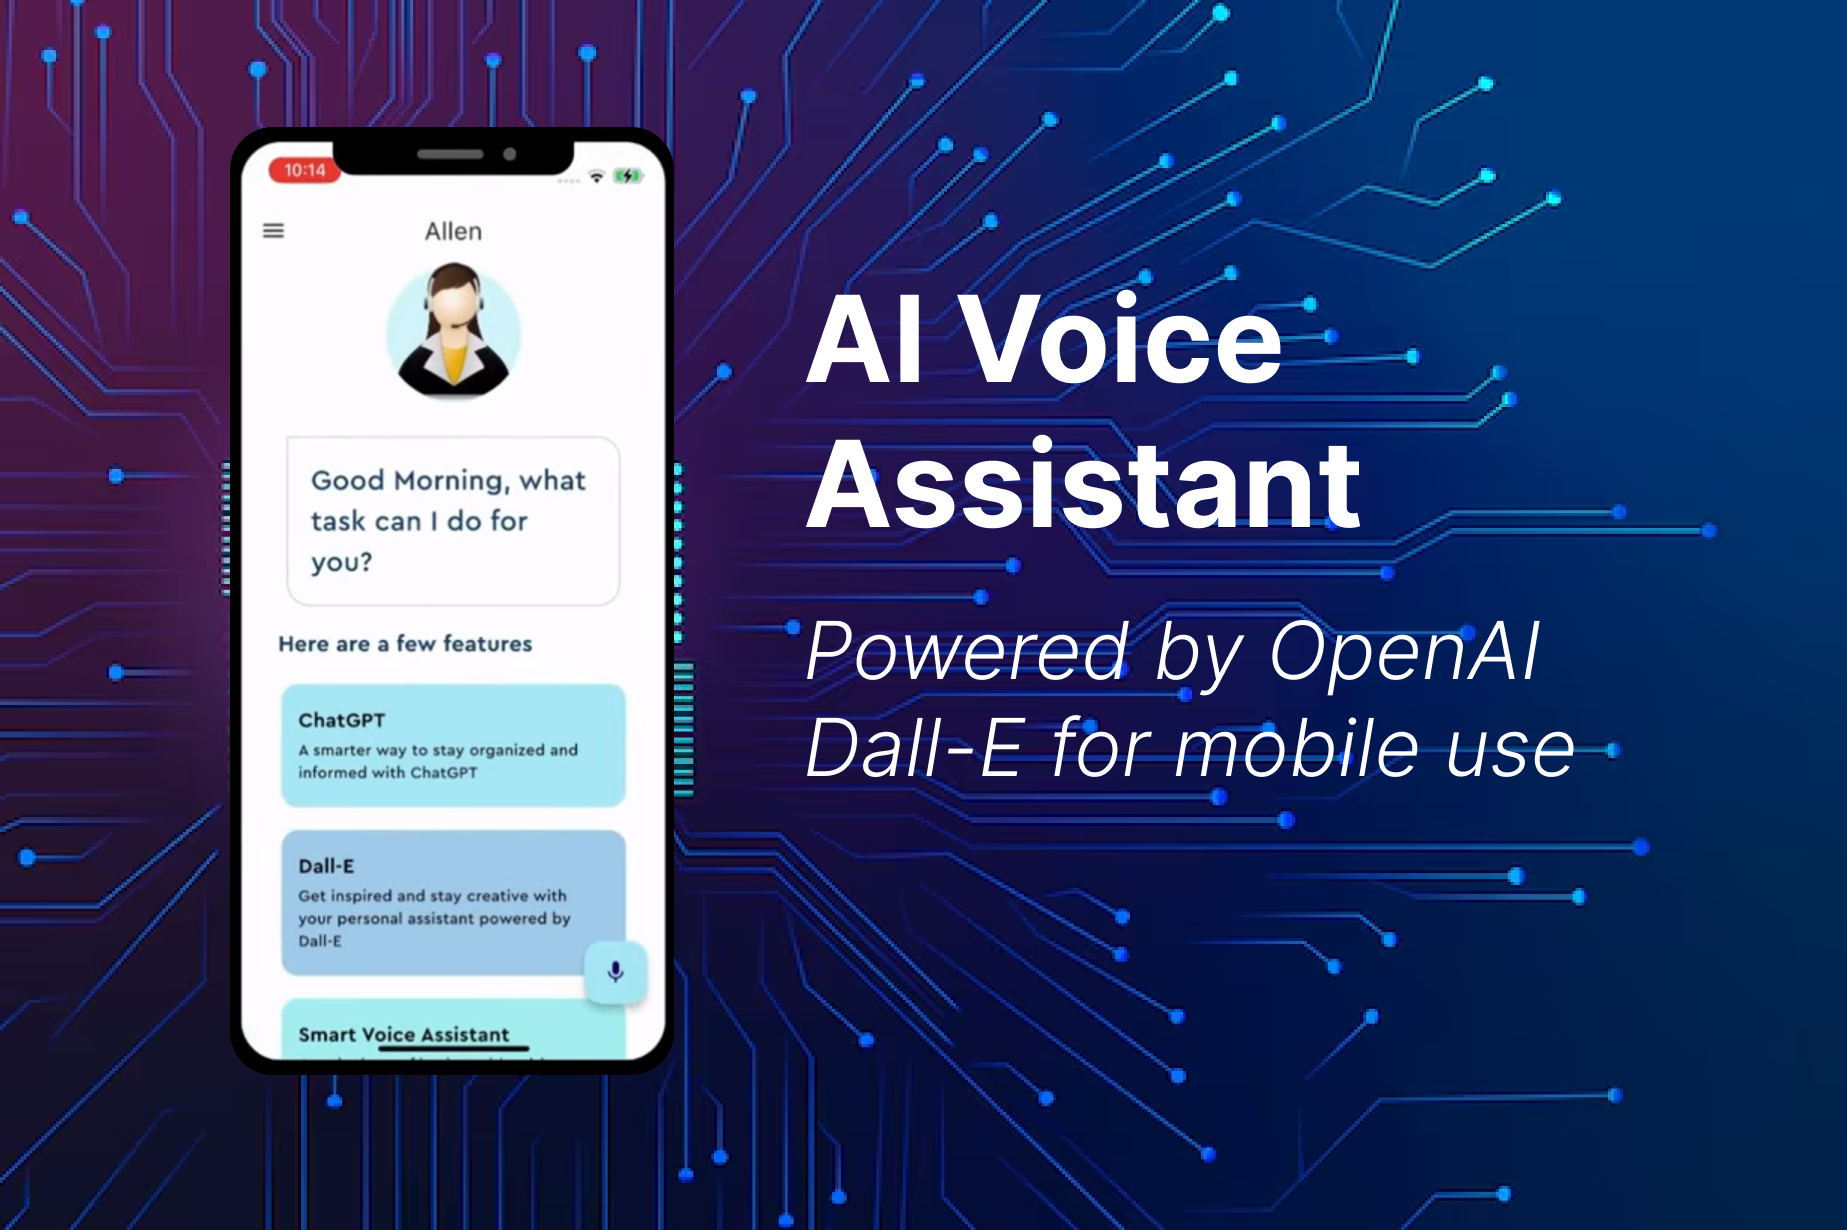 10:14
Allen
Good Morning, what
task can I do for
you?
Here are a few features
ChatGPT
A smarter way to stay organized and
informed with ChatGPT
Dall-E
Get inspired and stay creative with
your personal assistant powered by
Dall-E
Smart Voice Assistant
AI Voice
Assistant
Powered by OpenAI
Dall-E for mobile use